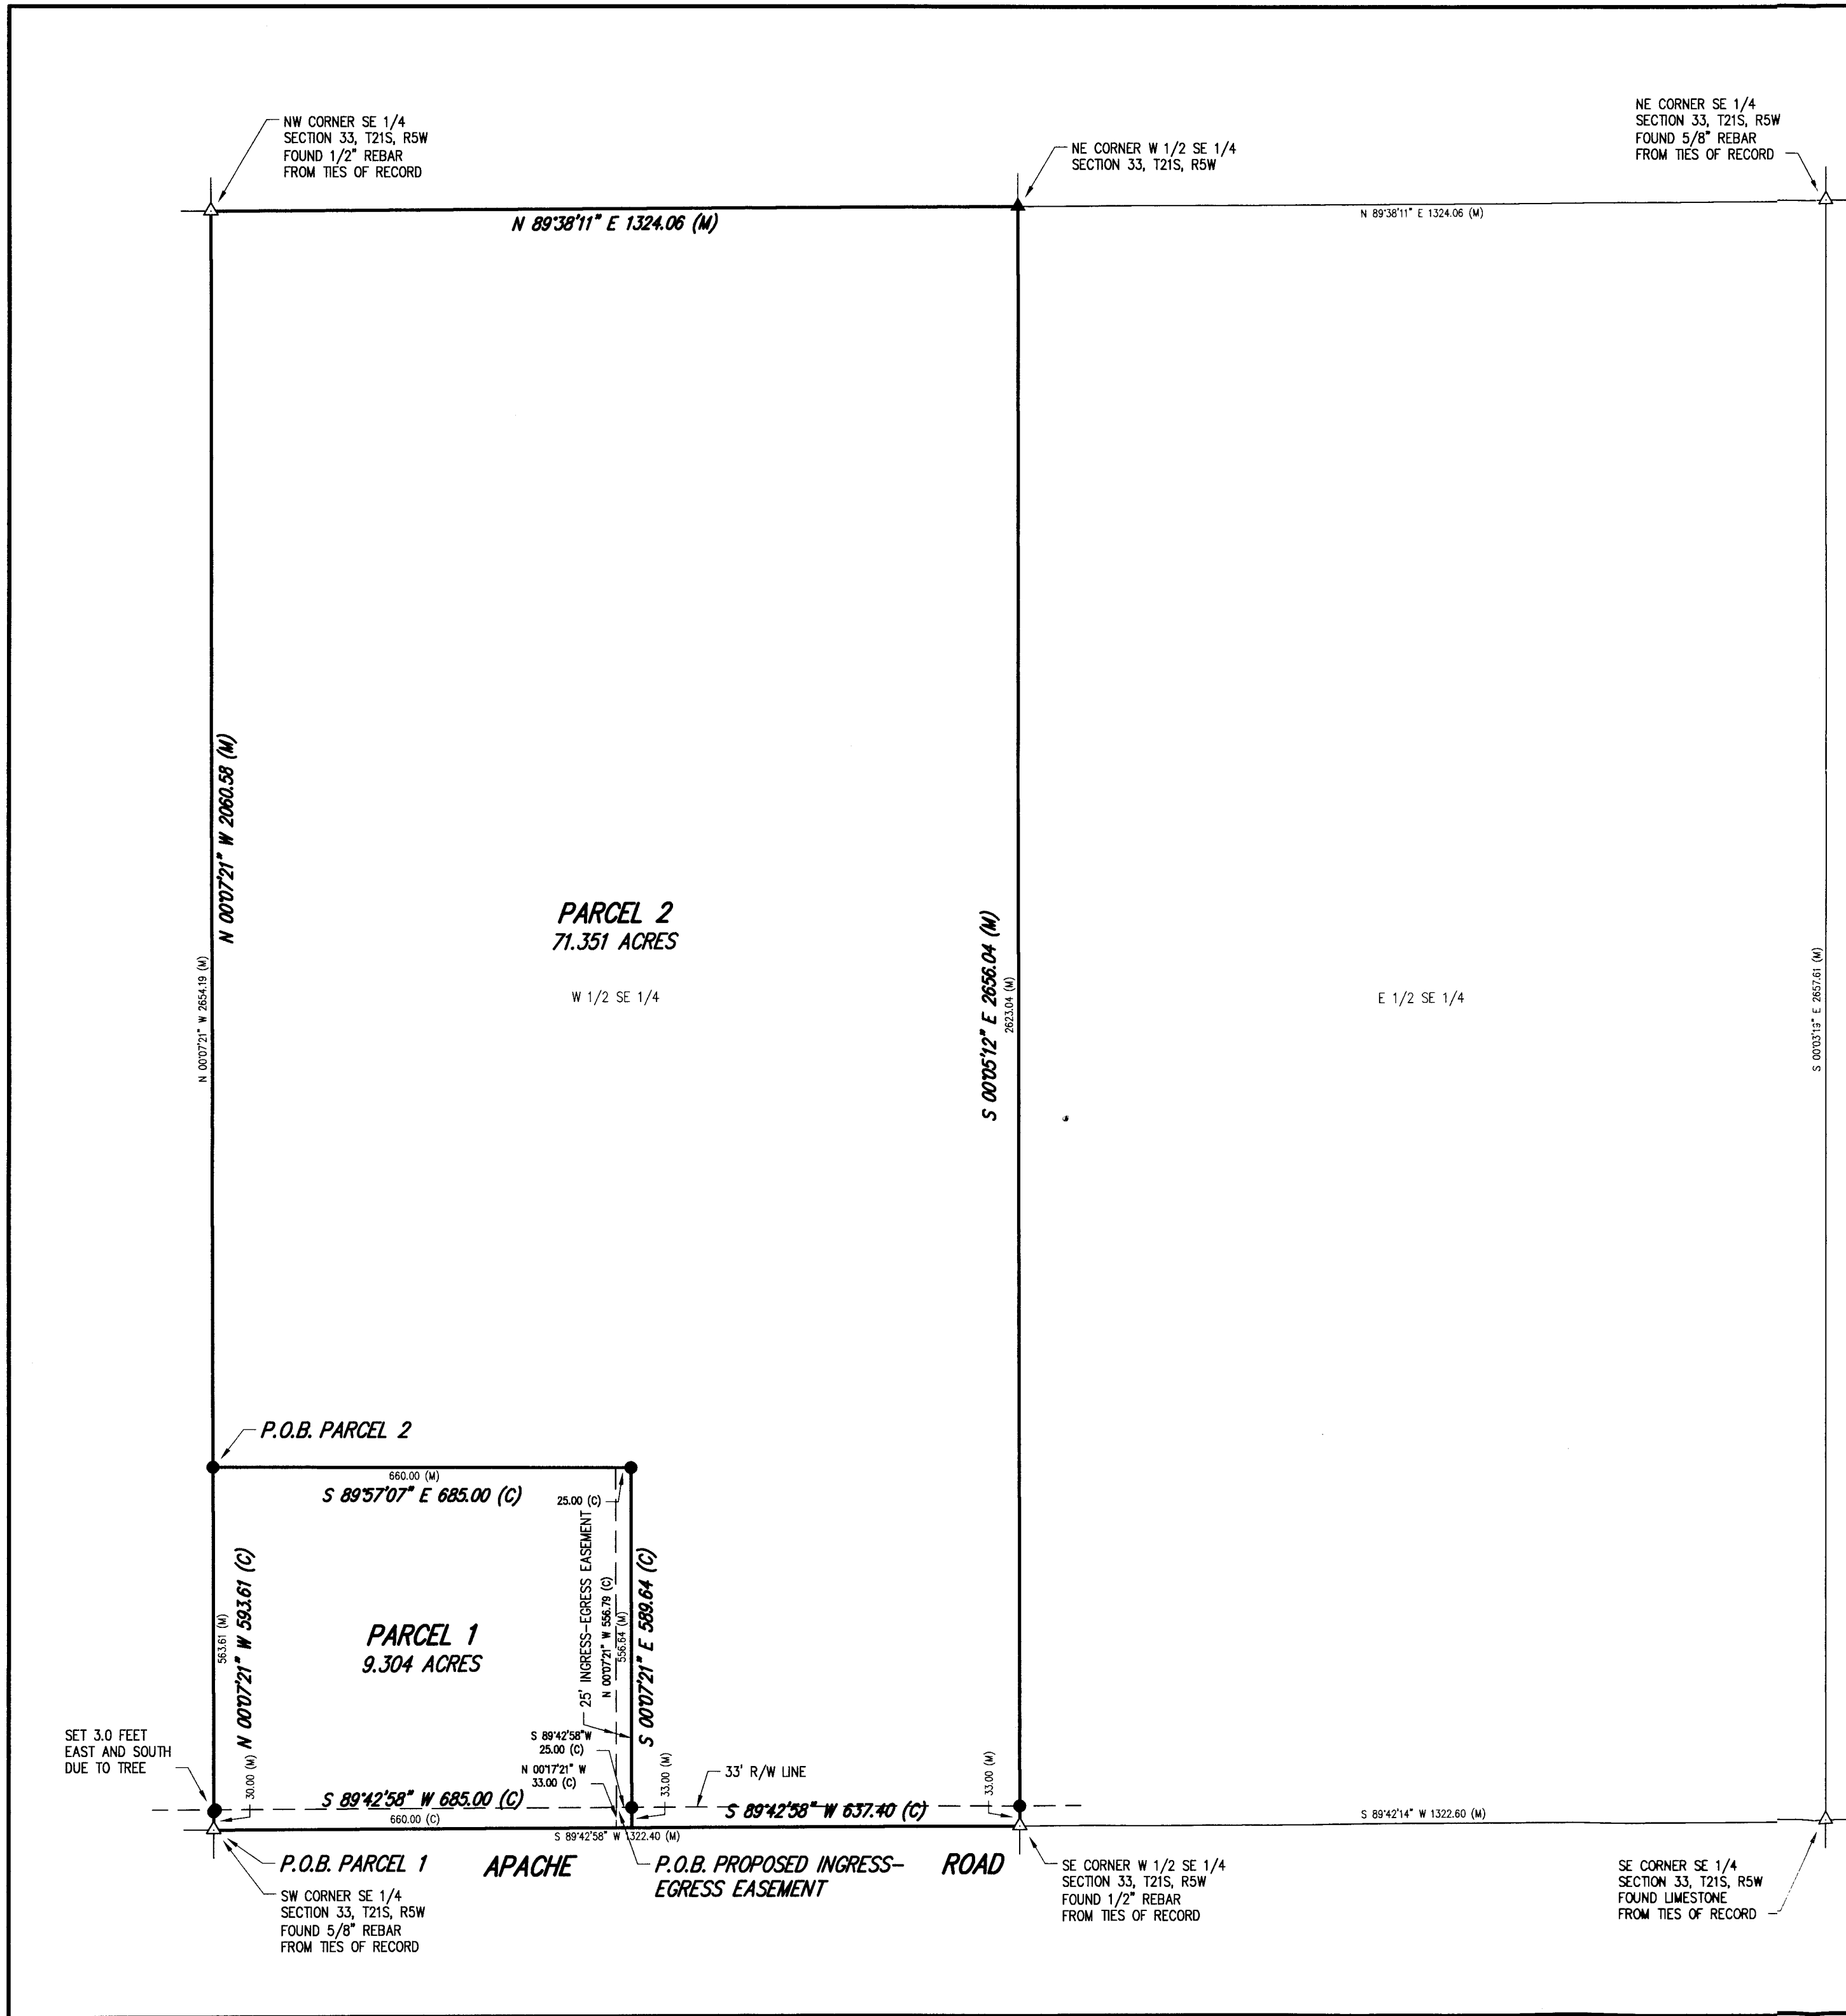 NW CORNER SE 1/4
SECTION 33, T21S, R5W
FOUND 1/2" REBAR
FROM TIES OF RECORD
NE CORNER W 1/2 SE 1/4
SECTION 33, T21S, R5W
NE CORNER SE 1/4
SECTION 33, T21S, R5W
FOUND 5/8" REBAR
FROM TIES OF RECORD
N 89°38'11" E 1324.06 (M)
N 89°38'11" E 1324.06 (M)
N 00°07'21" W 2060.58 (M)
N 00°07'21" W 2654.19 (M)
PARCEL 2
71.351 ACRES
W 1/2 SE 1/4
S 00°05'12" E 2656.04 (M)
2623.04 (M)
E 1/2 SE 1/4
S 00°03'19" E 2657.61 (M)
P.O.B. PARCEL 2
660.00 (M)
S 89°57'07" E 685.00 (C)
25.00 (C)
25' INGRESS-EGRESS EASEMENT
N 00°07'21" W 556.79 (C)
556.64 (M)
S 00°07'21" E 589.64 (C)
563.61 (M)
N 00°07'21" W 593.61 (C)
PARCEL 1
9.304 ACRES
SET 3.0 FEET
EAST AND SOUTH
DUE TO TREE
30.00 (M)
S 89°42'58"W
25.00 (C)
N 00°17'21" W
33.00 (C)
33.00 (M)
33' R/W LINE
33.00 (M)
S 89°42'58" W 685.00 (C)
660.00 (C)
S 89°42'58" W 637.40 (C)
S 89°42'58" W 1322.40 (M)
S 89°42'14" W 1322.60 (M)
P.O.B. PARCEL 1
APACHE ROAD
P.O.B. PROPOSED INGRESS-
EGRESS EASEMENT
SW CORNER SE 1/4
SECTION 33, T21S, R5W
FOUND 5/8" REBAR
FROM TIES OF RECORD
SE CORNER W 1/2 SE 1/4
SECTION 33, T21S, R5W
FOUND 1/2" REBAR
FROM TIES OF RECORD
SE CORNER SE 1/4
SECTION 33, T21S, R5W
FOUND LIMESTONE
FROM TIES OF RECORD